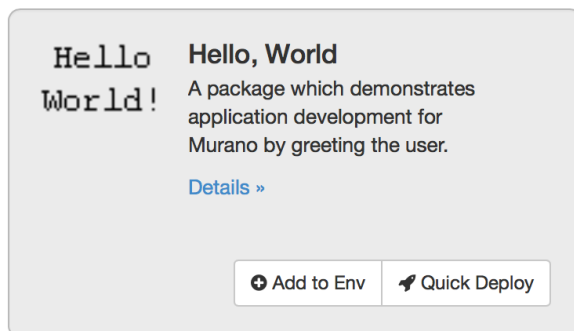 Hello
World!
Hello, World
A package which demonstrates
application development for
Murano by greeting the user.
Details »
Add to Env
Quick Deploy